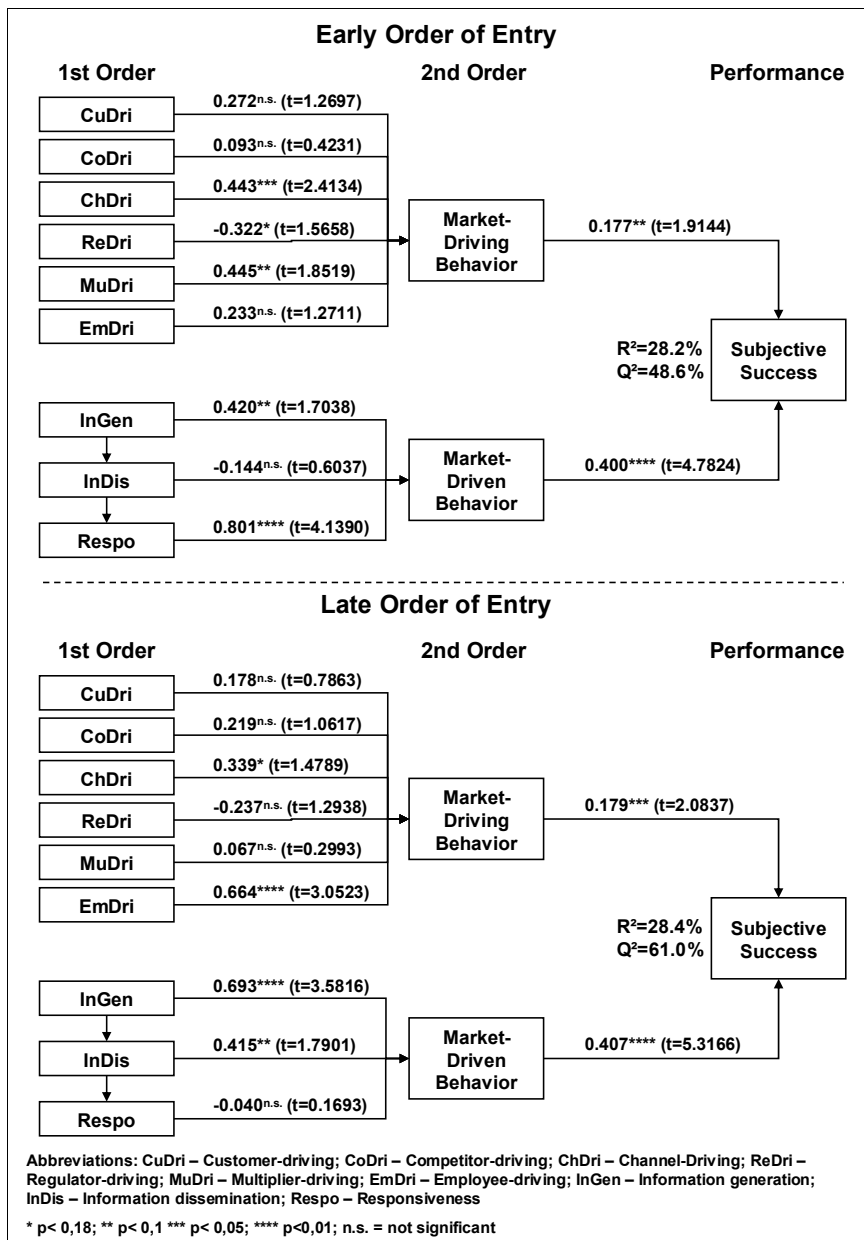 Early Order of Entry
1st Order 2nd Order Performance
CuDri 0.272n.s. (t=1.2697)
CoDri 0.093n.s. (t=0.4231)
ChDri 0.443*** (t=2.4134)
ReDri -0.322* (t=1.5658)
MuDri 0.445** (t=1.8519)
EmDri 0.233n.s. (t=1.2711)
Market-
Driving
Behavior
0.177** (t=1.9144)
R²=28.2%
Q²=48.6%
Subjective
Success
InGen 0.420** (t=1.7038)
InDis -0.144n.s. (t=0.6037)
Respo 0.801**** (t=4.1390)
Market-
Driven
Behavior
0.400**** (t=4.7824)
Late Order of Entry
1st Order 2nd Order Performance
CuDri 0.178n.s. (t=0.7863)
CoDri 0.219n.s. (t=1.0617)
ChDri 0.339* (t=1.4789)
ReDri -0.237n.s. (t=1.2938)
MuDri 0.067n.s. (t=0.2993)
EmDri 0.664**** (t=3.0523)
Market-
Driving
Behavior
0.179*** (t=2.0837)
R²=28.4%
Q²=61.0%
Subjective
Success
InGen 0.693**** (t=3.5816)
InDis 0.415** (t=1.7901)
Respo -0.040n.s. (t=0.1693)
Market-
Driven
Behavior
0.407**** (t=5.3166)
Abbreviations: CuDri – Customer-driving; CoDri – Competitor-driving; ChDri – Channel-Driving; ReDri –
Regulator-driving; MuDri – Multiplier-driving; EmDri – Employee-driving; InGen – Information generation;
InDis – Information dissemination; Respo – Responsiveness
* p< 0,18; ** p< 0,1 *** p< 0,05; **** p<0,01; n.s. = not significant